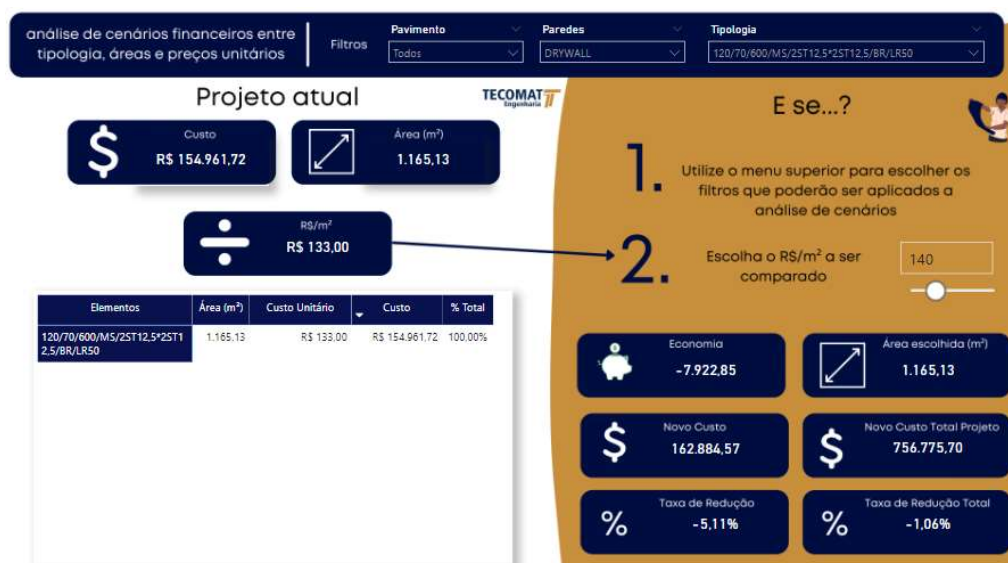 análise de cenários financeiros entre
tipologia, áreas e preços unitários
Filtros
Pavimento
Todos
Paredes
DRYWALL
Tipologia
120/70/600/MS/2ST12,5*2ST12,5/BR/LR50
Projeto atual
TECOMAT
Engenharia
Custo
R$ 154.961,72
Área (m²)
1.165,13
R$/m²
R$ 133,00
Elementos Área (m²) Custo Unitário Custo % Total
120/70/600/MS/2ST12,5*2ST1 1.165,13 R$ 133,00 R$ 154.961,72 100,00%
2,5/BR/LR50
E se...?
1.
Utilize o menu superior para escolher os
filtros que poderão ser aplicados a
análise de cenários
2.
Escolha o R$/m² a ser
comparado
140
Economia
-7.922,85
Área escolhida (m²)
1.165,13
Novo Custo
162.884,57
Novo Custo Total Projeto
756.775,70
Taxa de Redução
-5,11%
Taxa de Redução Total
-1,06%